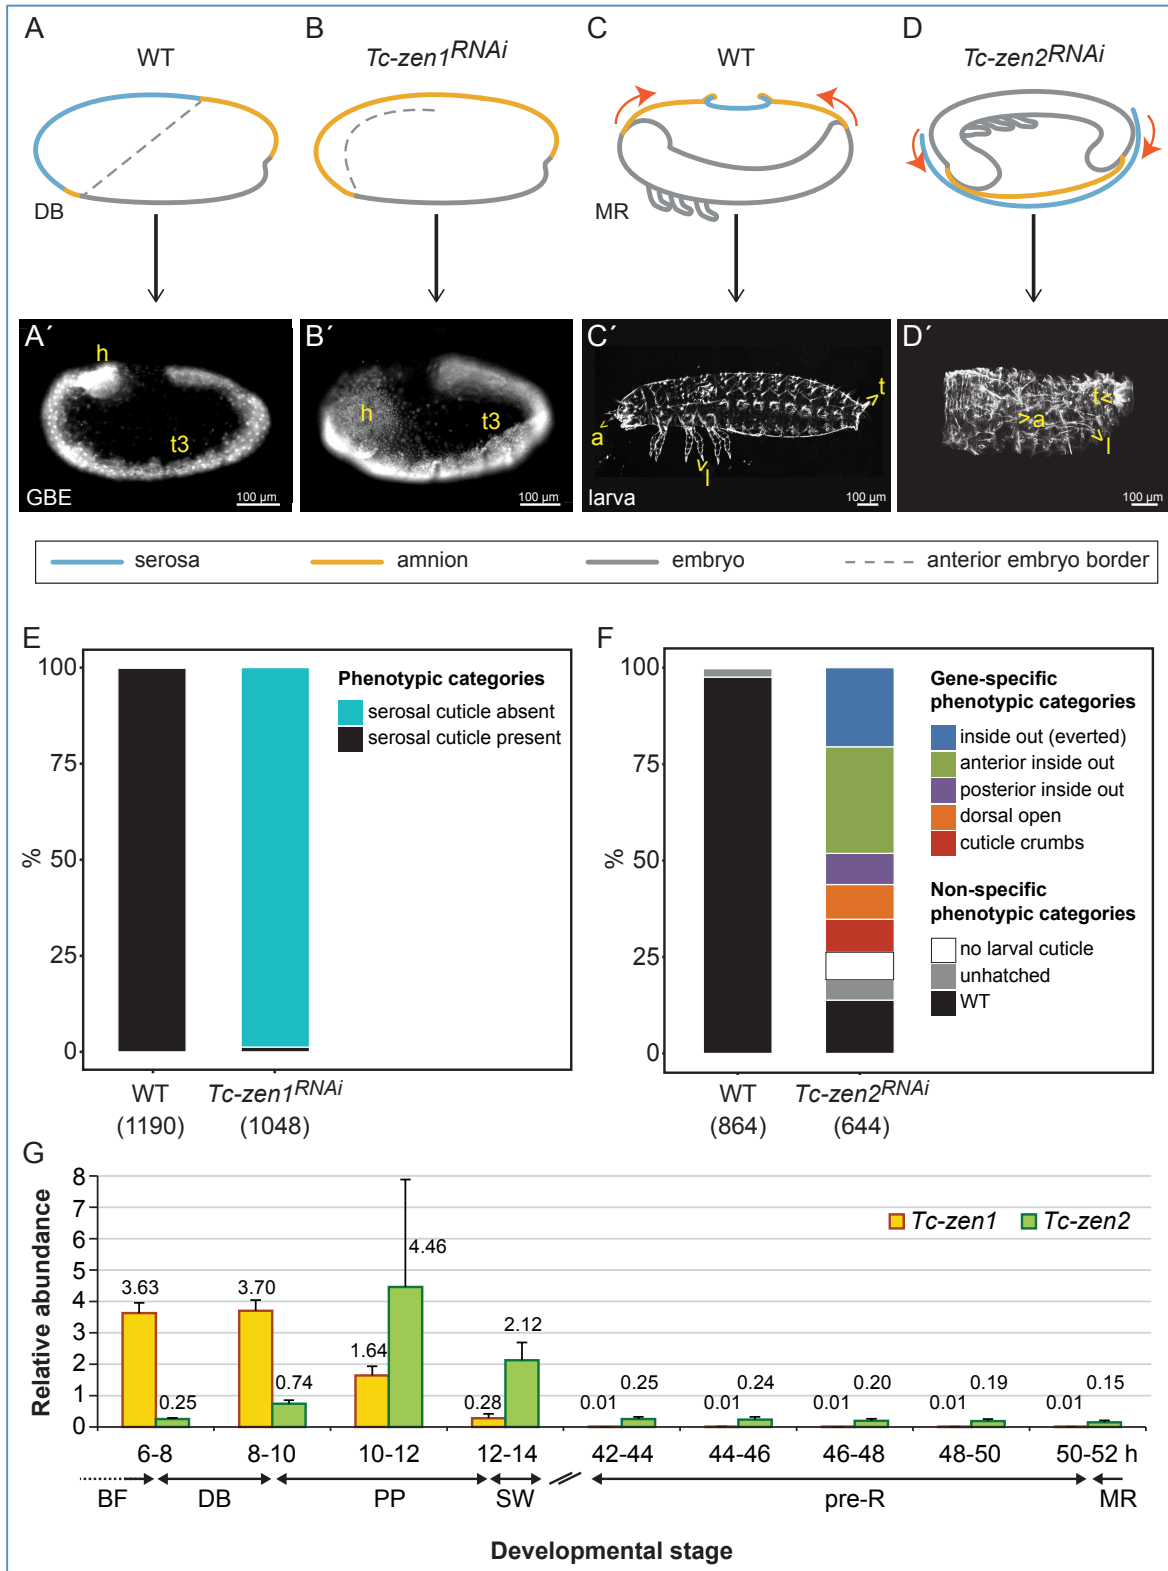 A
WT
B
Tc-zen1RNAi
C
WT
D
Tc-zen2RNAi
DB
MR
A´
h
t3
GBE
100 µm
B´
h
t3
100 µm
C´
a
l
t
larva
100 µm
D´
t
a
l
100 µm
serosa
amnion
embryo
anterior embryo border
E
100
75
50
25
0
%
Phenotypic categories
serosal cuticle absent
serosal cuticle present
WT
(1190)
Tc-zen1RNAi
(1048)
F
100
75
50
25
0
%
Gene-specific
phenotypic categories
inside out (everted)
anterior inside out
posterior inside out
dorsal open
cuticle crumbs
Non-specific
phenotypic categories
no larval cuticle
unhatched
WT
WT
(864)
Tc-zen2RNAi
(644)
G
Relative abundance
8
7
6
5
4
3
2
1
0
Tc-zen1
Tc-zen2
3.63
0.25
3.70
0.74
1.64
4.46
0.28
2.12
0.01
0.25
0.01
0.24
0.01
0.20
0.01
0.19
0.01
0.15
6-8
8-10
10-12
12-14
42-44
44-46
46-48
48-50
50-52 h
BF
DB
PP
SW
pre-R
MR
Developmental stage